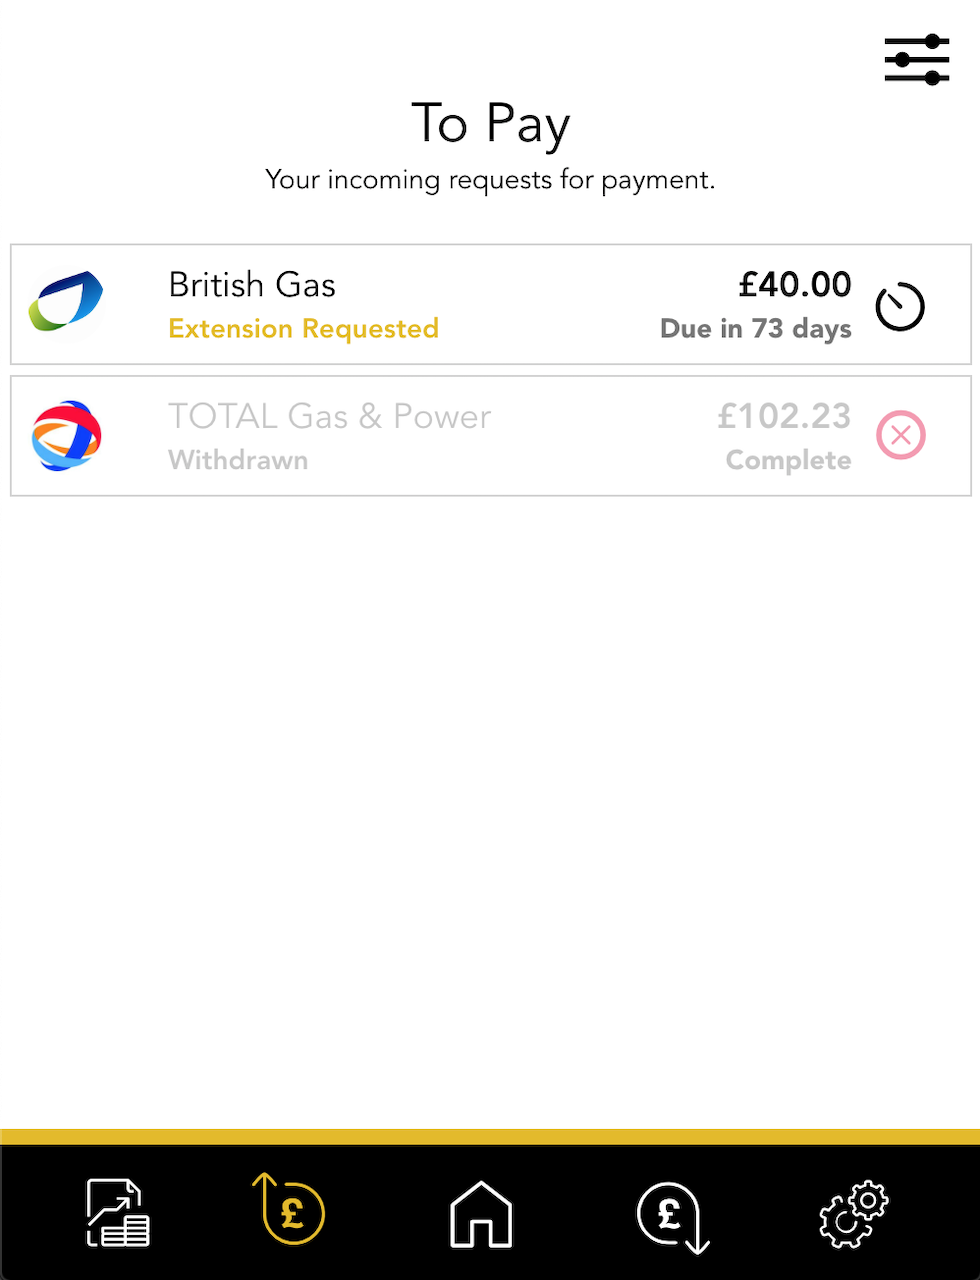 To Pay
Your incoming requests for payment.
British Gas £40.00
Extension Requested Due in 73 days
TOTAL Gas & Power £102.23
Withdrawn Complete
£ £